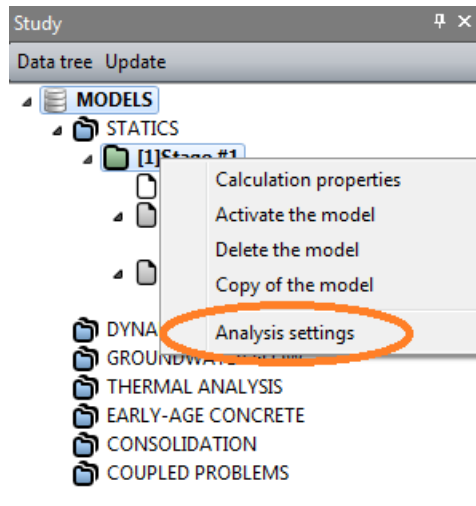 Study
Data tree Update
MODELS
STATICS
[1]Stage #1
Calculation properties
Activate the model
Delete the model
Copy of the model
Analysis settings
DYNA
GROUNDWATER FLOW
THERMAL ANALYSIS
EARLY-AGE CONCRETE
CONSOLIDATION
COUPLED PROBLEMS